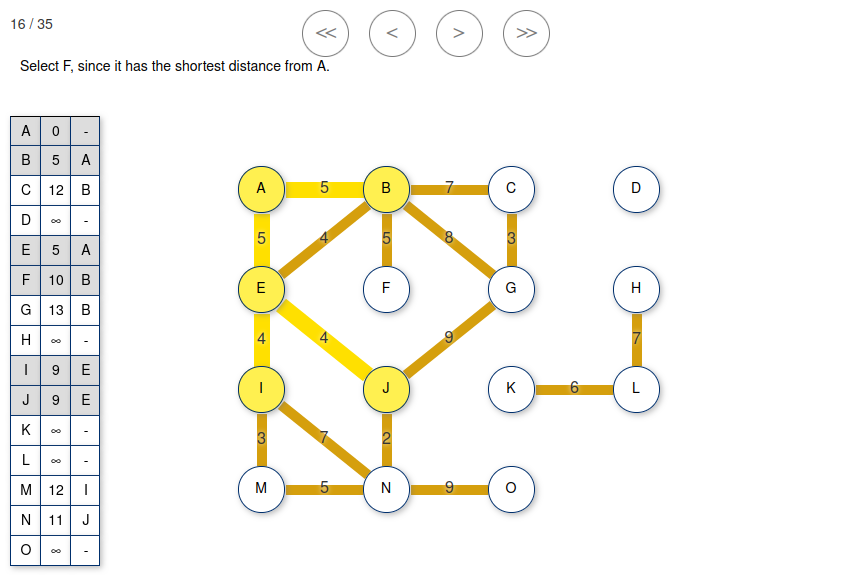 16 / 35
<< < > >>
Select F, since it has the shortest distance from A.
A 0 -
B 5 A
C 12 B
D ∞ -
E 5 A
F 10 B
G 13 B
H ∞ -
I 9 E
J 9 E
K ∞ -
L ∞ -
M 12 I
N 11 J
O ∞ -
A 5 B 7 C D
5 4 5 8 3
E F G H
4 4 9 7
I J K 6 L
3 7 2
M 5 N 9 O